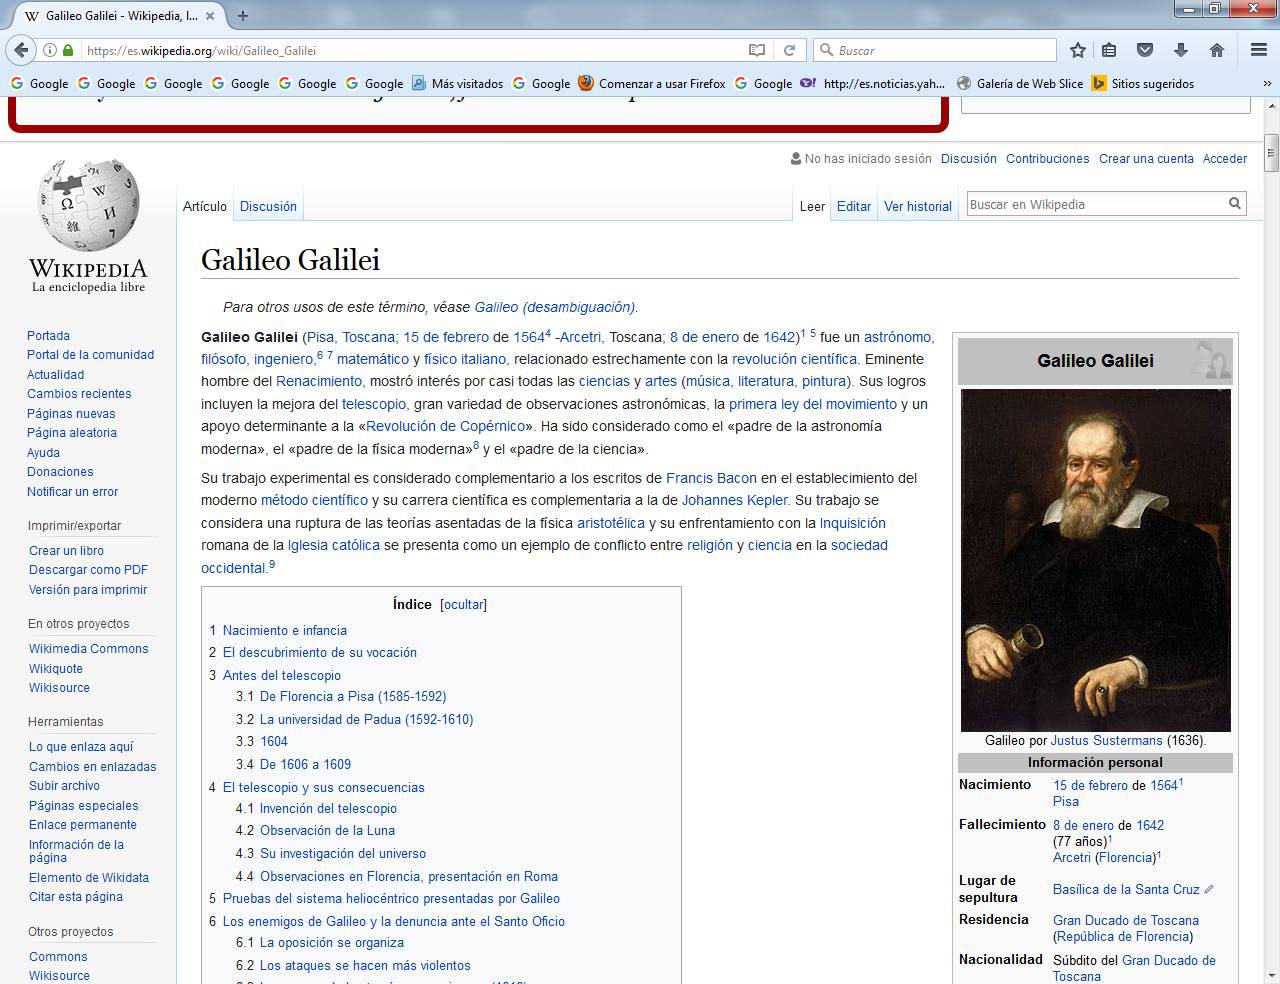 Galileo Galilei - Wikipedia, l...
https://es.wikipedia.org/wiki/Galileo_Galilei
Buscar
Google Google Google Google Google Google Más visitados Google Comenzar a usar Firefox Google http://es.noticias.yah... Galería de Web Slice Sitios sugeridos »
No has iniciado sesión Discusión Contribuciones Crear una cuenta Acceder
Artículo Discusión Leer Editar Ver historial Buscar en Wikipedia
WIKIPEDIA
La enciclopedia libre
Portada
Portal de la comunidad
Actualidad
Cambios recientes
Páginas nuevas
Página aleatoria
Ayuda
Donaciones
Notificar un error
Imprimir/exportar
Crear un libro
Descargar como PDF
Versión para imprimir
En otros proyectos
Wikimedia Commons
Wikiquote
Wikisource
Herramientas
Lo que enlaza aquí
Cambios en enlazadas
Subir archivo
Páginas especiales
Enlace permanente
Información de la
página
Elemento de Wikidata
Citar esta página
Otros proyectos
Commons
Wikisource
Galileo Galilei
Para otros usos de este término, véase Galileo (desambiguación).
Galileo Galilei (Pisa, Toscana; 15 de febrero de 15644 -Arcetri, Toscana; 8 de enero de 1642)1 5 fue un astrónomo,
filósofo, ingeniero,6 7 matemático y físico italiano, relacionado estrechamente con la revolución científica. Eminente
hombre del Renacimiento, mostró interés por casi todas las ciencias y artes (música, literatura, pintura). Sus logros
incluyen la mejora del telescopio, gran variedad de observaciones astronómicas, la primera ley del movimiento y un
apoyo determinante a la «Revolución de Copérnico». Ha sido considerado como el «padre de la astronomía
moderna», el «padre de la física moderna»8 y el «padre de la ciencia».
Su trabajo experimental es considerado complementario a los escritos de Francis Bacon en el establecimiento del
moderno método científico y su carrera científica es complementaria a la de Johannes Kepler. Su trabajo se
considera una ruptura de las teorías asentadas de la física aristotélica y su enfrentamiento con la Inquisición
romana de la Iglesia católica se presenta como un ejemplo de conflicto entre religión y ciencia en la sociedad
occidental.9
Índice [ocultar]
1 Nacimiento e infancia
2 El descubrimiento de su vocación
3 Antes del telescopio
3.1 De Florencia a Pisa (1585-1592)
3.2 La universidad de Padua (1592-1610)
3.3 1604
3.4 De 1606 a 1609
4 El telescopio y sus consecuencias
4.1 Invención del telescopio
4.2 Observación de la Luna
4.3 Su investigación del universo
4.4 Observaciones en Florencia, presentación en Roma
5 Pruebas del sistema heliocéntrico presentadas por Galileo
6 Los enemigos de Galileo y la denuncia ante el Santo Oficio
6.1 La oposición se organiza
6.2 Los ataques se hacen más violentos
Galileo Galilei
Galileo por Justus Sustermans (1636).
Información personal
Nacimiento 15 de febrero de 15641
Pisa
Fallecimiento 8 de enero de 1642
(77 años)1
Arcetri (Florencia)1
Lugar de
sepultura Basílica de la Santa Cruz
Residencia Gran Ducado de Toscana
(República de Florencia)
Nacionalidad Súbdito del Gran Ducado de
Toscana